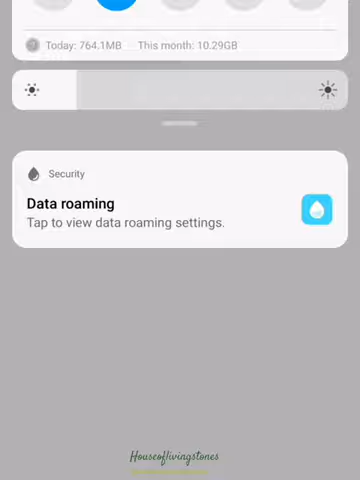 Today: 764.1MB This month: 10.29GB
Security
Data roaming
Tap to view data roaming settings.
Houseoflivingstones